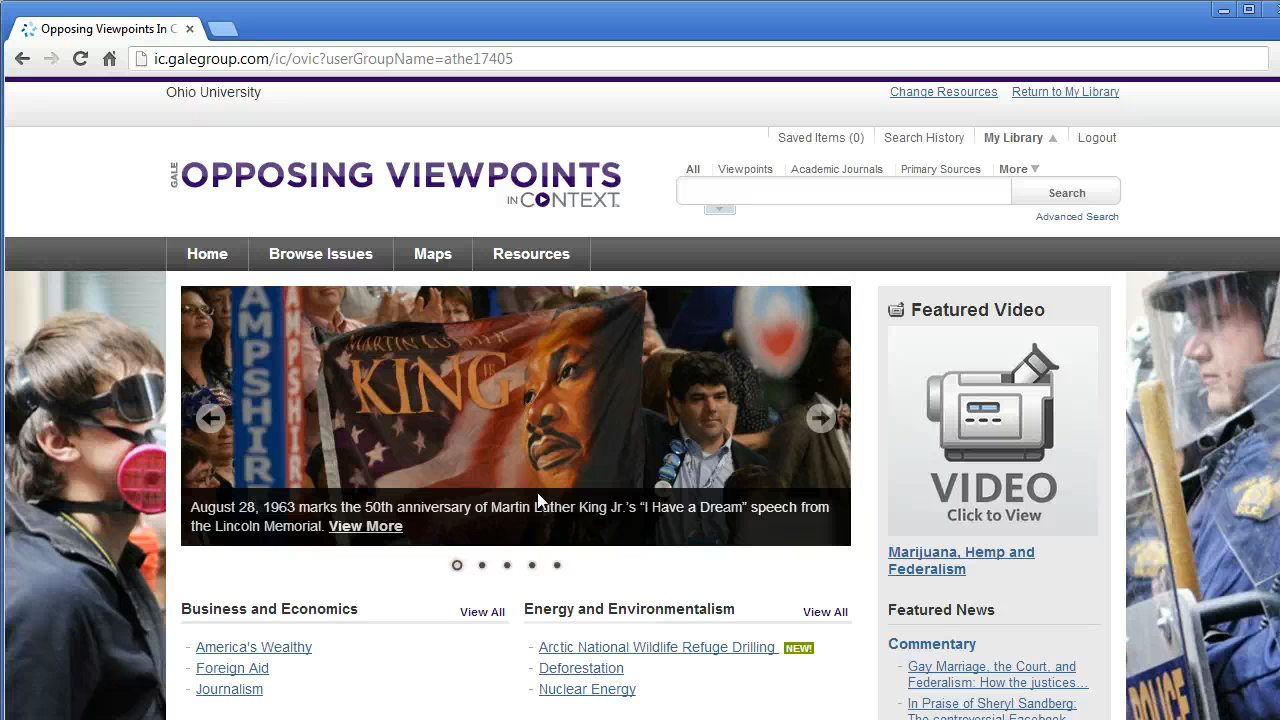 Opposing Viewpoints In C
ic.galegroup.com/ic/ovic?userGroupName=athe17405
Ohio University
Change Resources
Return to My Library
Saved Items (0)
Search History
My Library
Logout
GALE
OPPOSING VIEWPOINTS
IN CONTEXT
All
Viewpoints
Academic Journals
Primary Sources
More
Search
Advanced Search
Home
Browse Issues
Maps
Resources
AMPSHIR
MARTIN LUTHER
KING
August 28, 1963 marks the 50th anniversary of Martin Luther King Jr.'s “I Have a Dream” speech from
the Lincoln Memorial. View More
Featured Video
VIDEO
Click to View
Marijuana, Hemp and
Federalism
Business and Economics
View All
America's Wealthy
Foreign Aid
Journalism
Energy and Environmentalism
View All
Arctic National Wildlife Refuge Drilling NEW!
Deforestation
Nuclear Energy
Featured News
Commentary
Gay Marriage, the Court, and
Federalism: How the justices...
In Praise of Sheryl Sandberg:
The controversial Facebook
POLICE